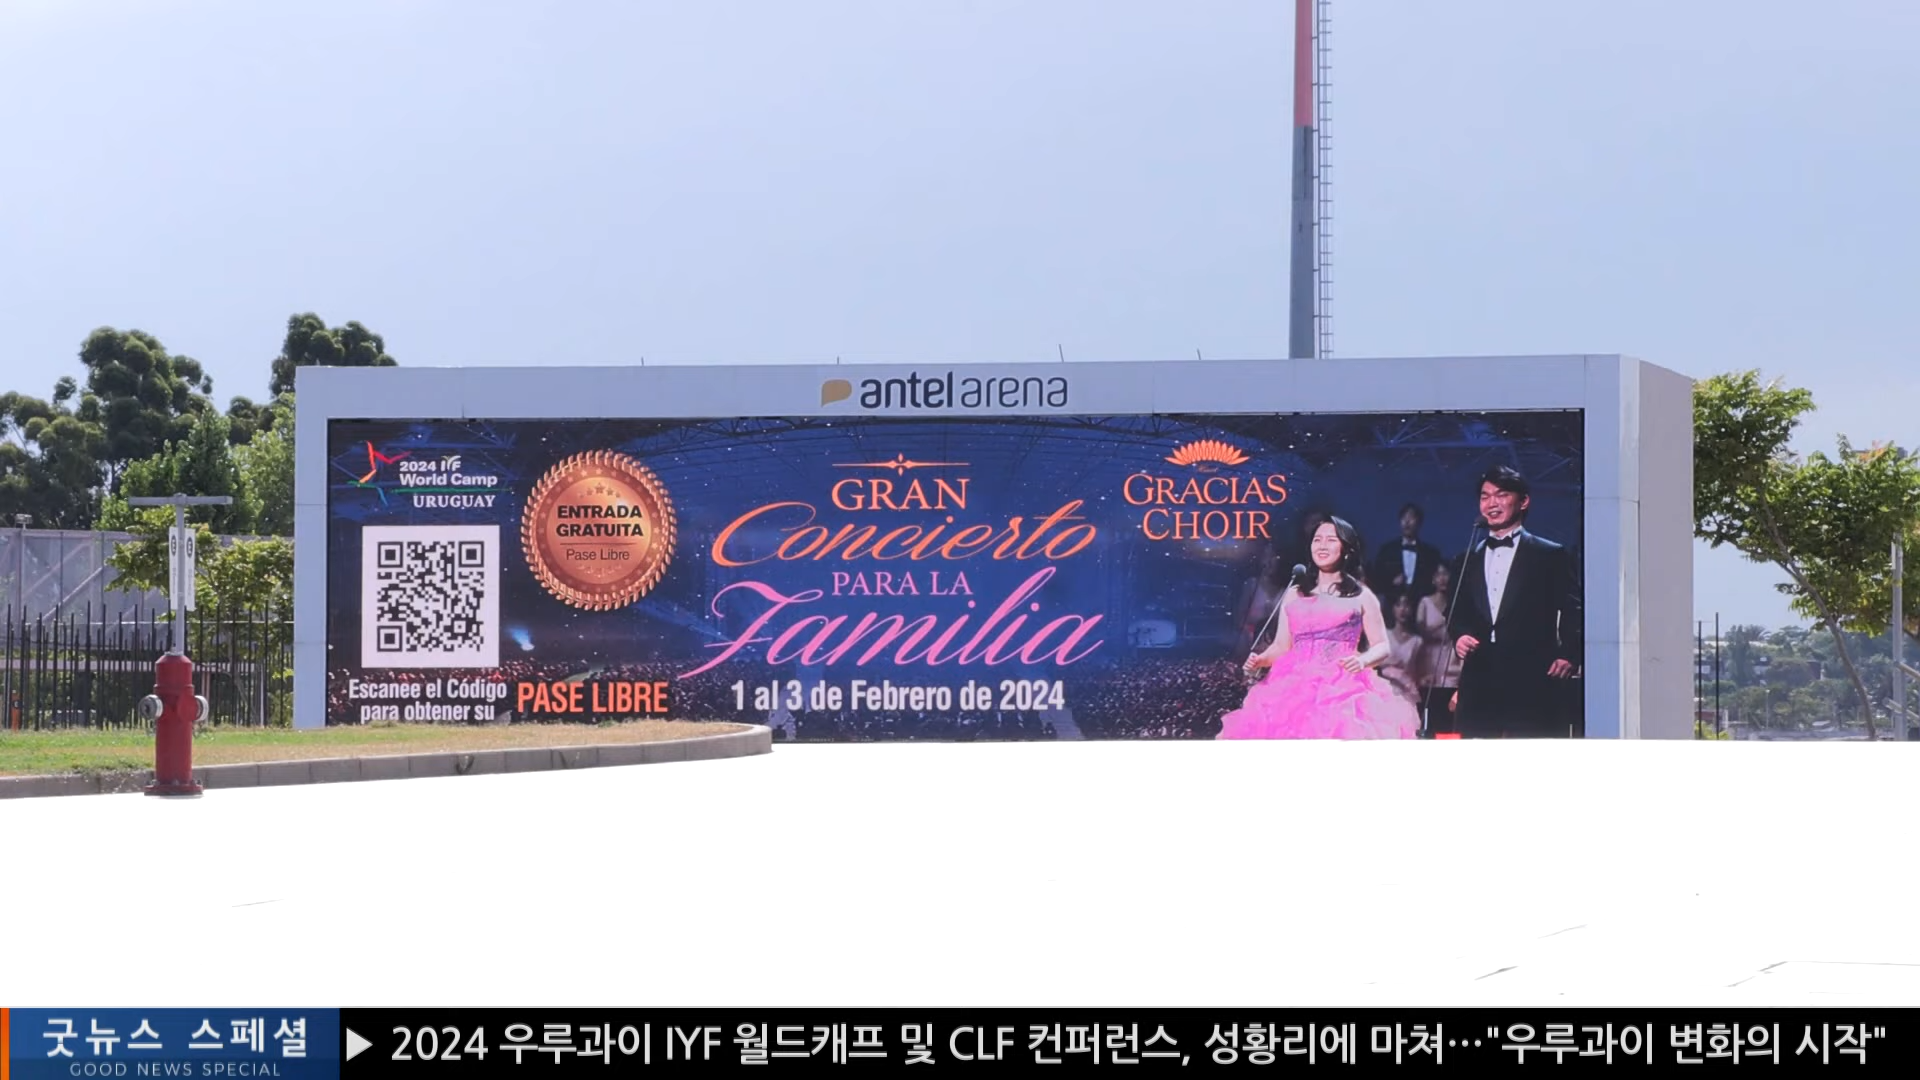 antel arena
2024 IYF
World Camp
URUGUAY
ENTRADA
GRATUITA
Pase Libre
Escanee el Código
para obtener su
PASE LIBRE
GRAN
Concierto
PARA LA
Familia
1 al 3 de Febrero de 2024
GRACIAS
CHOIR
굿뉴스 스페셜
GOOD NEWS SPECIAL
▶ 2024 우루과이 IYF 월드캐프 및 CLF 컨퍼런스, 성황리에 마쳐…"우루과이 변화의 시작"